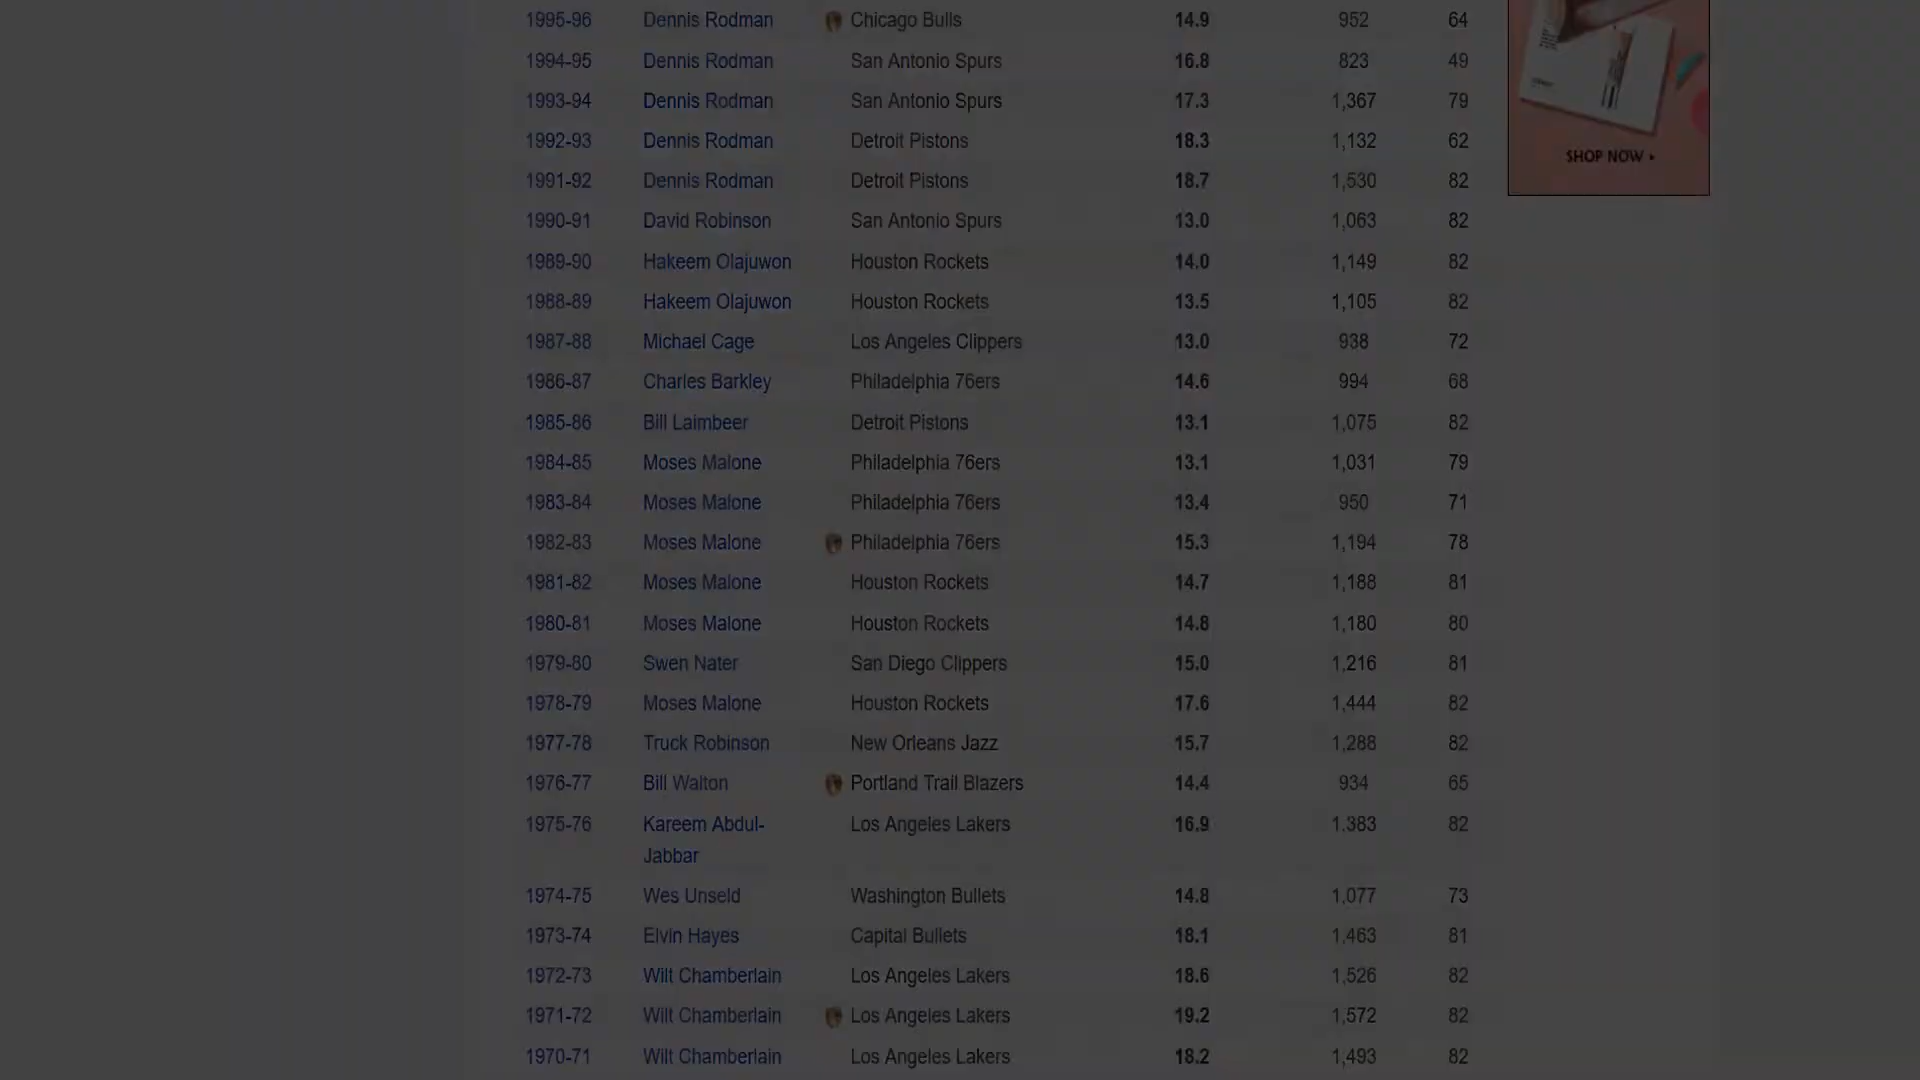 1995-96 Dennis Rodman Chicago Bulls 14.9 952 64
1994-95 Dennis Rodman San Antonio Spurs 16.8 823 49
1993-94 Dennis Rodman San Antonio Spurs 17.3 1,367 79
1992-93 Dennis Rodman Detroit Pistons 18.3 1,132 62
SHOP NOW
1991-92 Dennis Rodman Detroit Pistons 18.7 1,530 82
1990-91 David Robinson San Antonio Spurs 13.0 1,063 82
1989-90 Hakeem Olajuwon Houston Rockets 14.0 1,149 82
1988-89 Hakeem Olajuwon Houston Rockets 13.5 1,105 82
1987-88 Michael Cage Los Angeles Clippers 13.0 938 72
1986-87 Charles Barkley Philadelphia 76ers 14.6 994 68
1985-86 Bill Laimbeer Detroit Pistons 13.1 1,075 82
1984-85 Moses Malone Philadelphia 76ers 13.1 1,031 79
1983-84 Moses Malone Philadelphia 76ers 13.4 950 71
1982-83 Moses Malone Philadelphia 76ers 15.3 1,194 78
1981-82 Moses Malone Houston Rockets 14.7 1,188 81
1980-81 Moses Malone Houston Rockets 14.8 1,180 80
1979-80 Swen Nater San Diego Clippers 15.0 1,216 81
1978-79 Moses Malone Houston Rockets 17.6 1,444 82
1977-78 Truck Robinson New Orleans Jazz 15.7 1,288 82
1976-77 Bill Walton Portland Trail Blazers 14.4 934 65
1975-76 Kareem Abdul- Los Angeles Lakers 16.9 1.383 82
Jabbar
1974-75 Wes Unseld Washington Bullets 14.8 1,077 73
1973-74 Elvin Hayes Capital Bullets 18.1 1,463 81
1972-73 Wilt Chamberlain Los Angeles Lakers 18.6 1,526 82
1971-72 Wilt Chamberlain Los Angeles Lakers 19.2 1,572 82
1970-71 Wilt Chamberlain Los Angeles Lakers 18.2 1,493 82